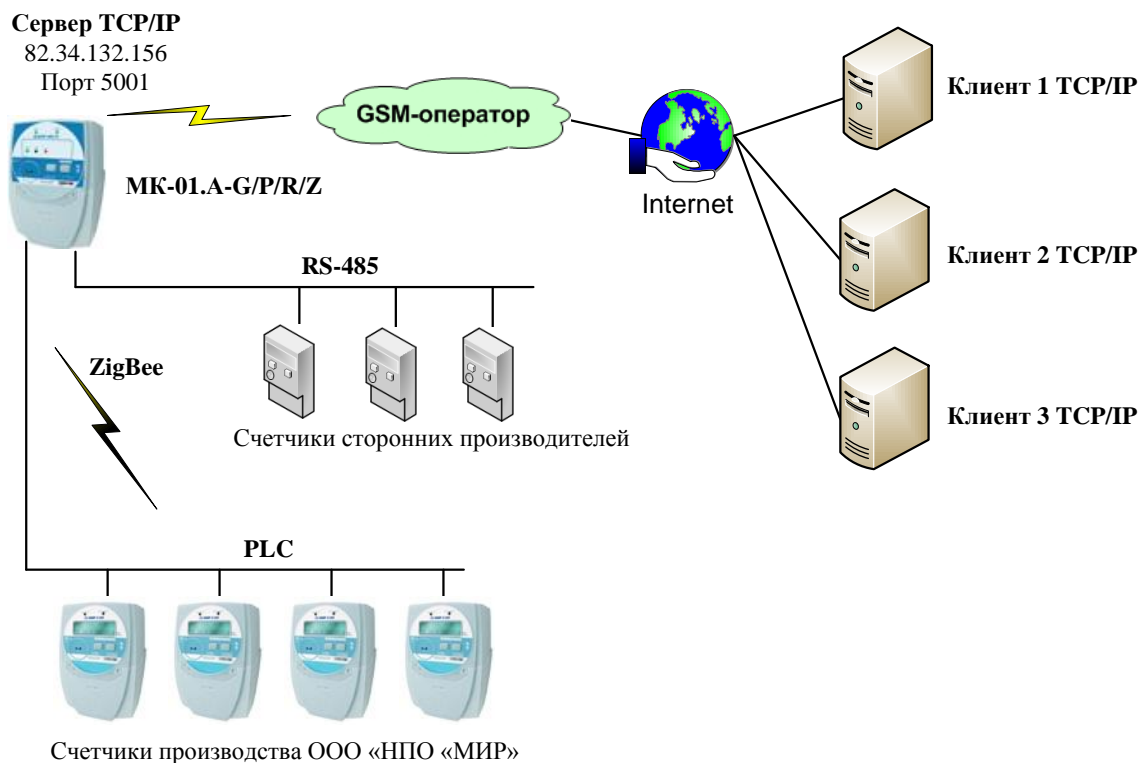 Сервер TCP/IP
82.34.132.156
Порт 5001
GSM-оператор
Клиент 1 TCP/IP
МК-01.А-G/P/R/Z
Internet
Клиент 2 TCP/IP
RS-485
ZigBee
Клиент 3 TCP/IP
Счетчики сторонних производителей
PLC
Счетчики производства ООО «НПО «МИР»